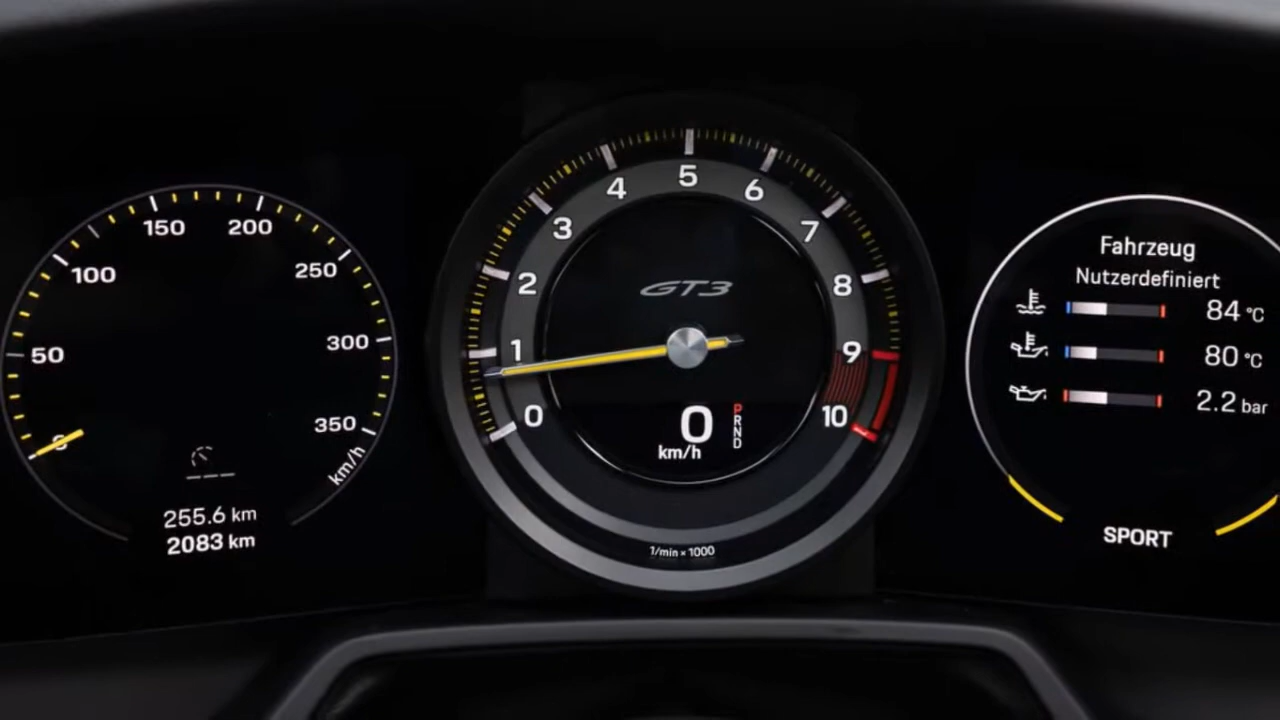 50
100
150
200
250
300
350
km/h
255.6 km
2083 km
0
1
2
3
4
5
6
7
8
9
10
GT3
0
km/h
P
R
N
D
1/min × 1000
Fahrzeug
Nutzerdefiniert
84 °C
80 °C
2.2 bar
SPORT